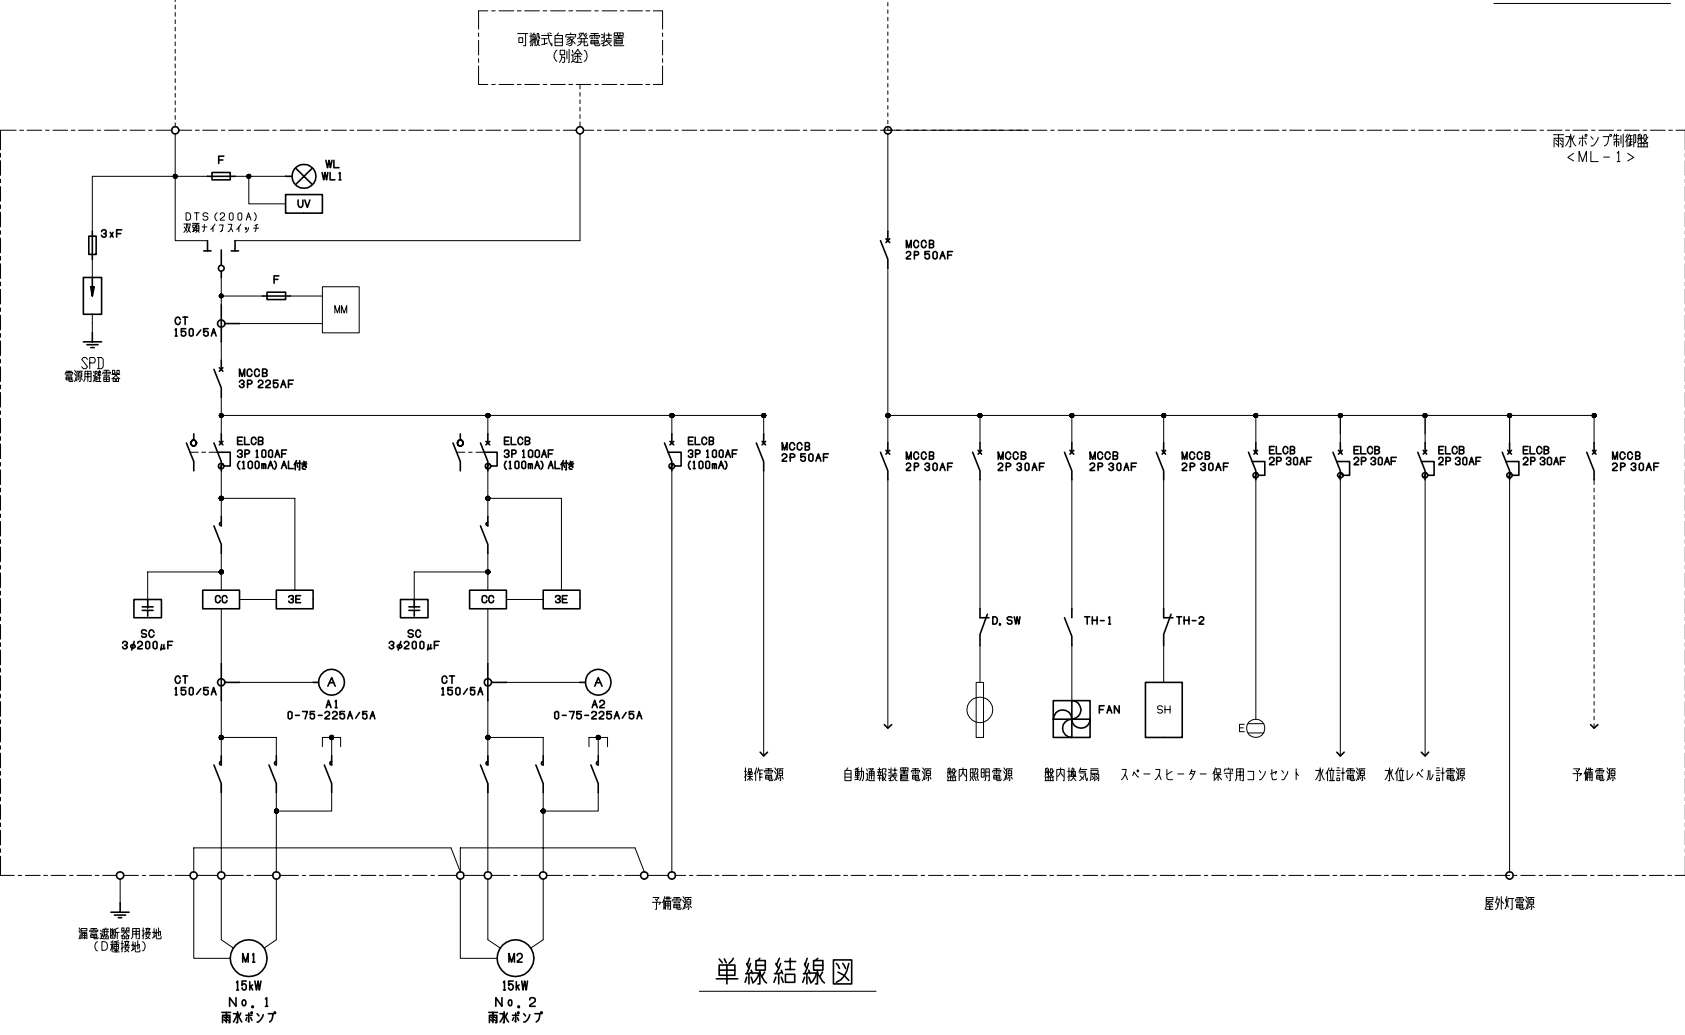 可搬式自家発電装置
(別途)
雨水ポンプ制御盤
<ML-1>
F
WL
WL1
UV
DTS(200A)
双頭ナイフスイッチ
3xF
SPD
電源用避雷器
F
MM
CT
150/5A
MCCB
3P 225AF
MCCB
2P 50AF
ELCB
3P 100AF
(100mA) AL付き
ELCB
3P 100AF
(100mA) AL付き
ELCB
3P 100AF
(100mA)
MCCB
2P 50AF
MCCB
2P 30AF
MCCB
2P 30AF
MCCB
2P 30AF
MCCB
2P 30AF
ELCB
2P 30AF
ELCB
2P 30AF
ELCB
2P 30AF
ELCB
2P 30AF
MCCB
2P 30AF
CC
3E
SC
3φ200μF
CC
3E
SC
3φ200μF
D.SW
TH-1
TH-2
CT
150/5A
A
A1
0-75-225A/5A
CT
150/5A
A
A2
0-75-225A/5A
FAN
SH
E
操作電源
自動通報装置電源
盤内照明電源
盤内換気扇
スペースヒーター
保守用コンセント
水位計電源
水位レベル計電源
予備電源
予備電源
屋外灯電源
漏電遮断器用接地
(D種接地)
M1
15kW
No.1
雨水ポンプ
M2
15kW
No.2
雨水ポンプ
単線結線図